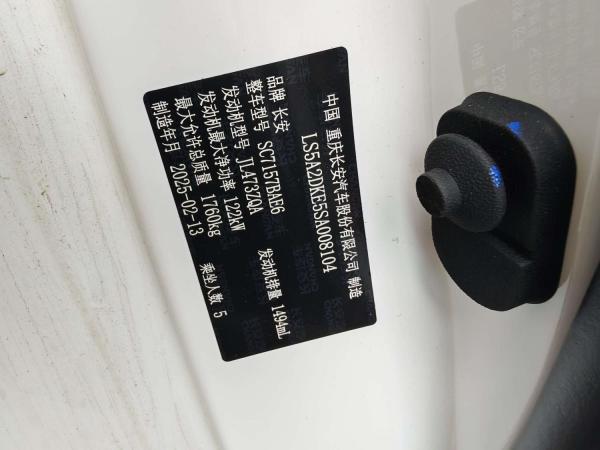 中国 重庆长安汽车股份有限公司 制造
LS5A2DKE5SA008104
品牌 长安
整车型号 SC7157BAE6
发动机型号 JL473ZQA 发动机排量 1494mL
发动机最大净功率 122kW
最大允许总质量 1760kg 乘坐人数 5
制造年月 2025-02-13